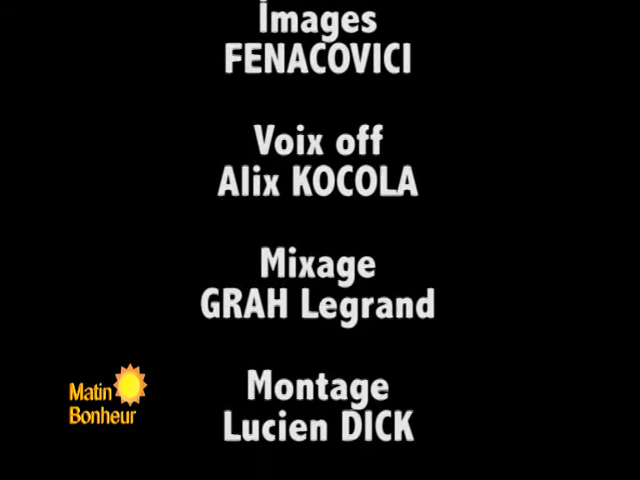 Images
FENACOVICI
Voix off
Alix KOCOLA
Mixage
GRAH Legrand
Montage
Lucien DICK
Matin
Bonheur